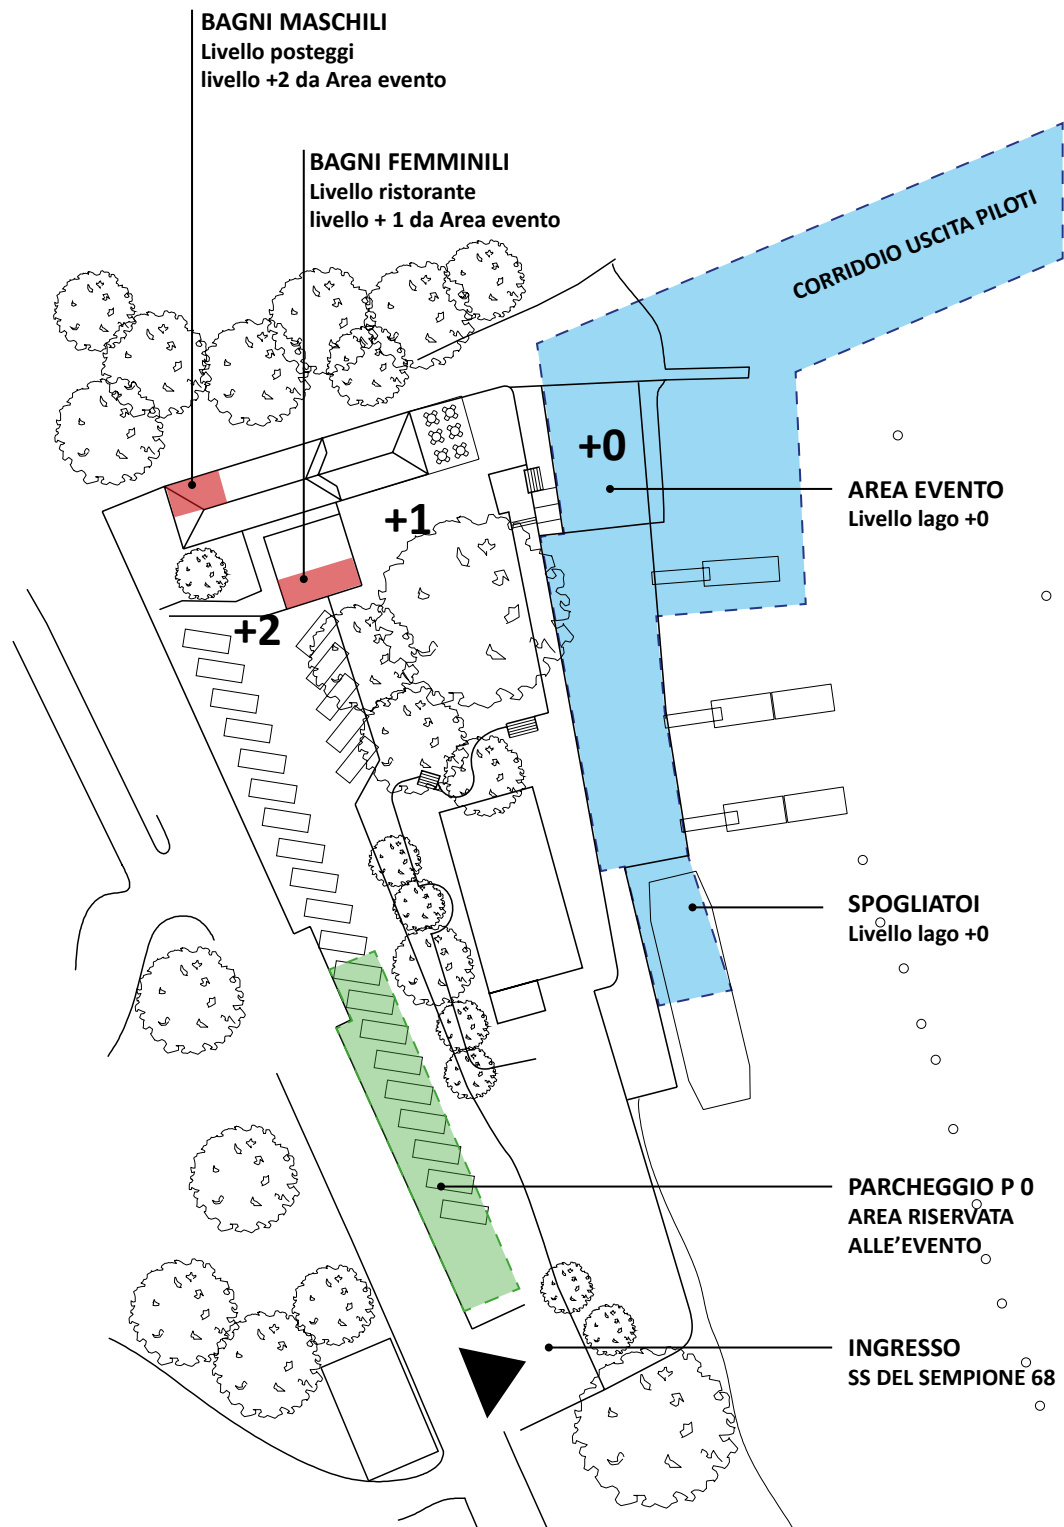 BAGNI MASCHILI
Livello posteggi
livello +2 da Area evento
BAGNI FEMMINILI
Livello ristorante
livello + 1 da Area evento
CORRIDOIO USCITA PILOTI
+0
+1
+2
AREA EVENTO
Livello lago +0
SPOGLIATOI
Livello lago +0
PARCHEGGIO P 0
AREA RISERVATA
ALLE'EVENTO
INGRESSO
SS DEL SEMPIONE 68